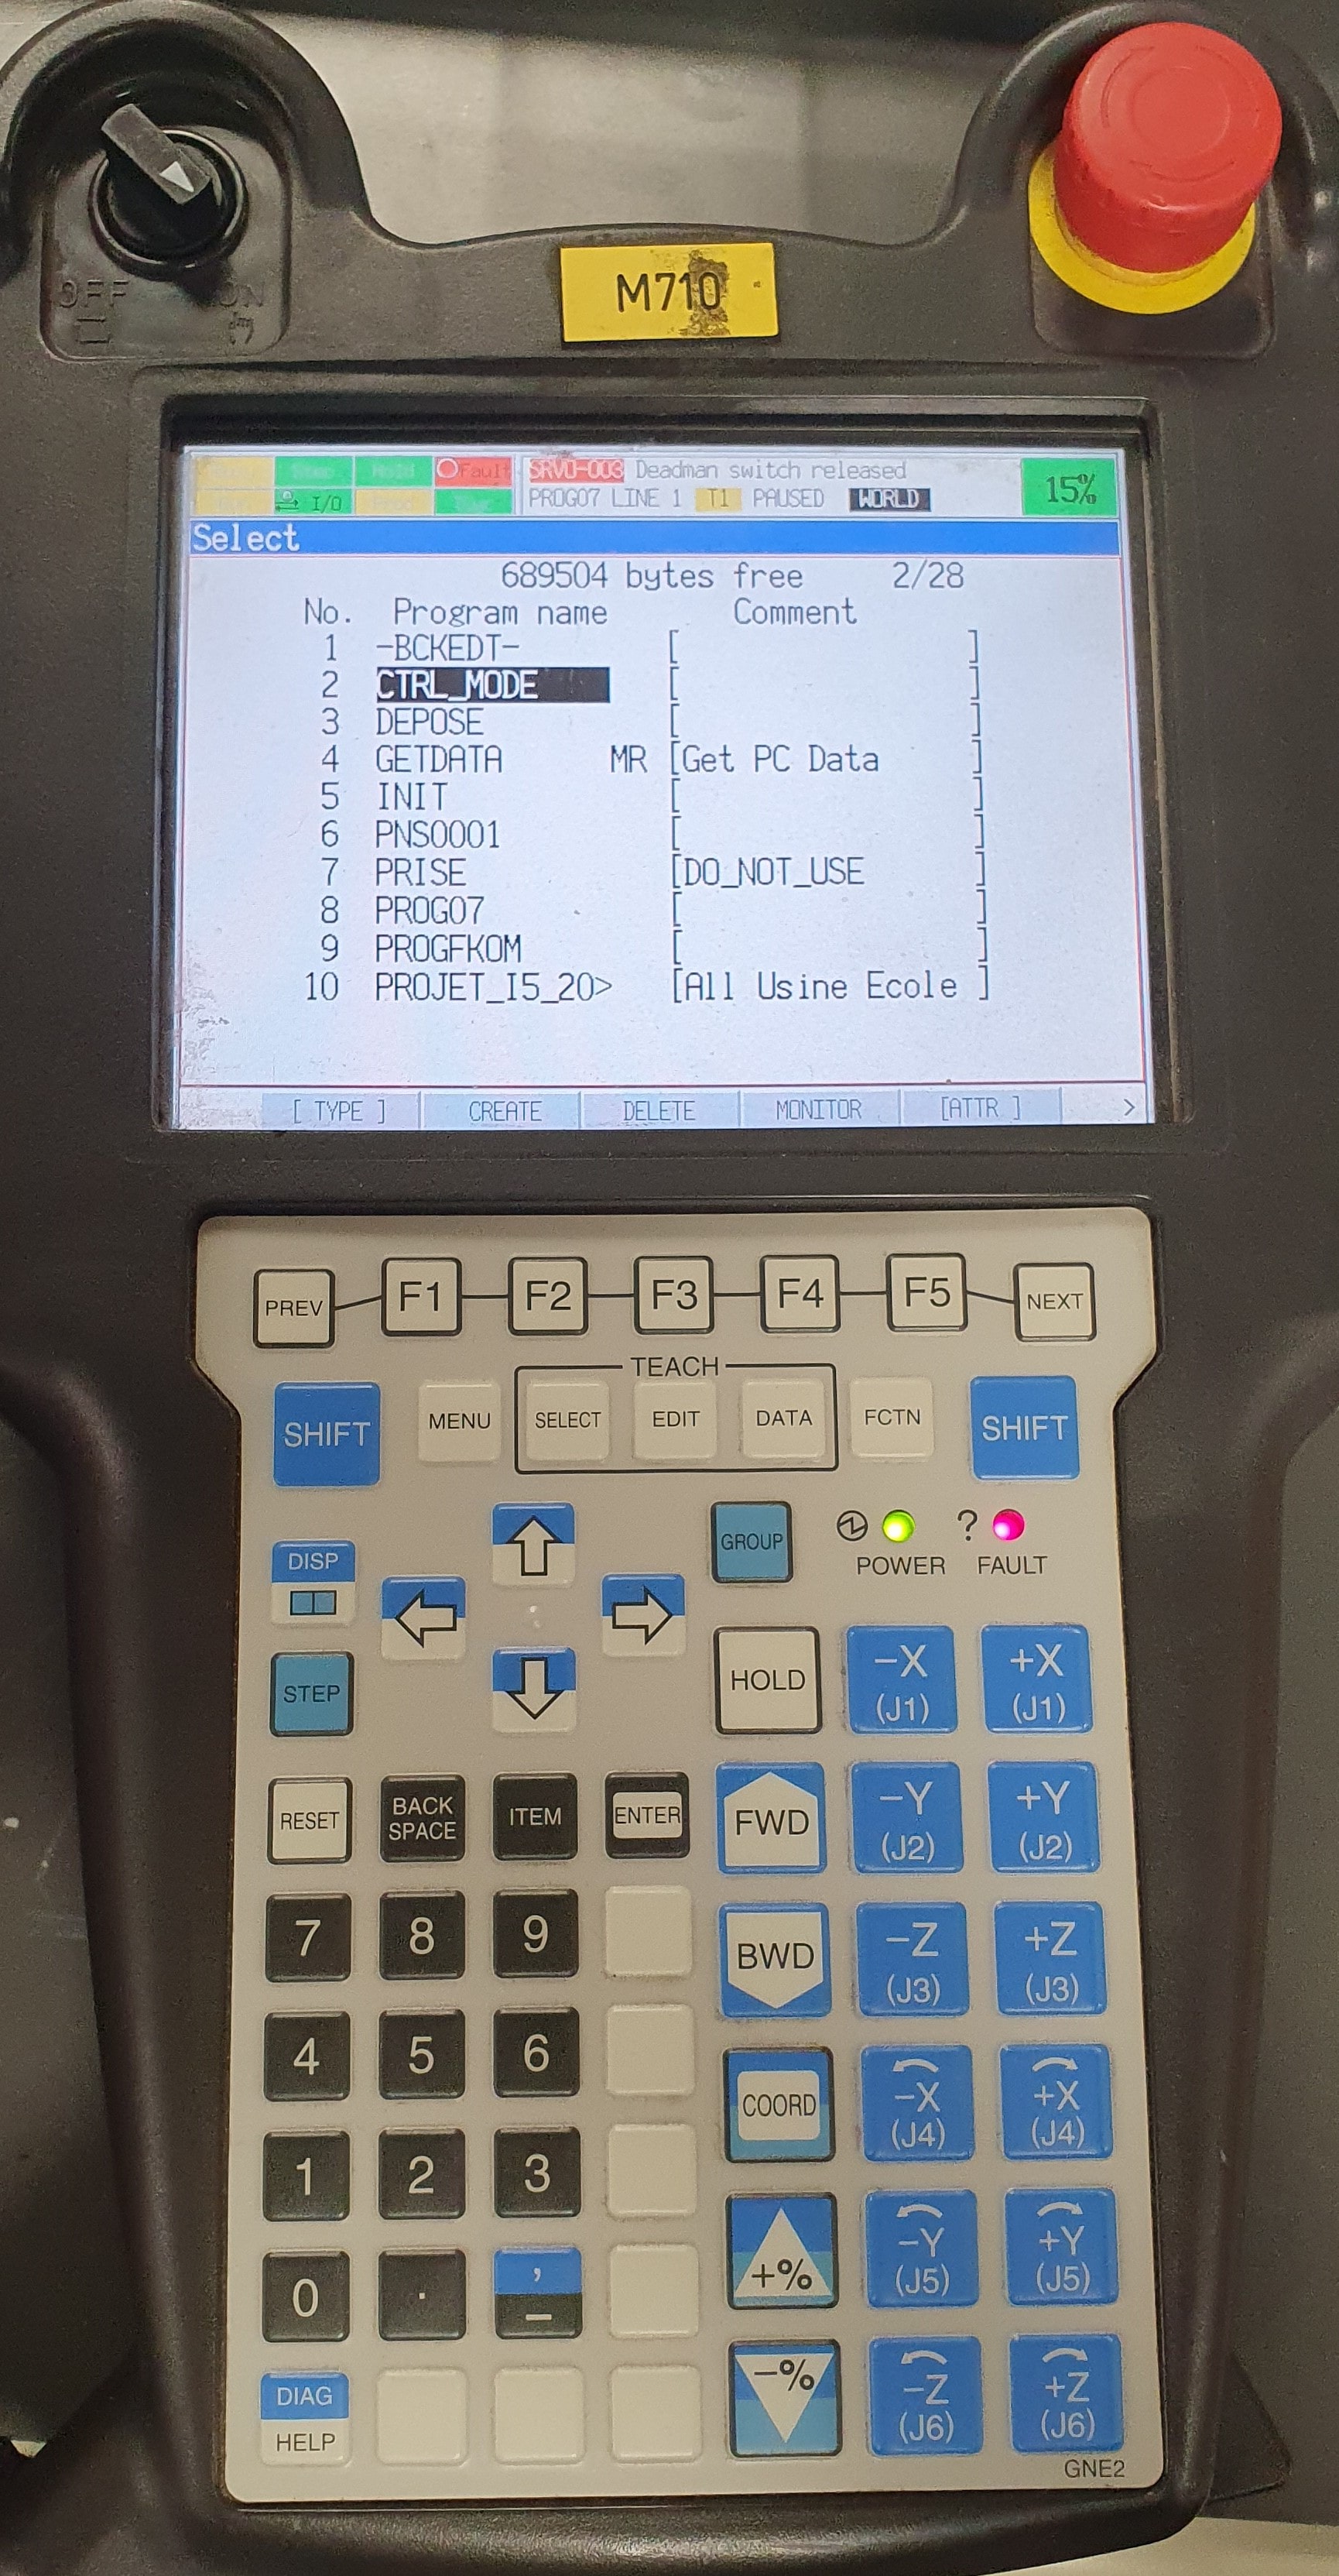 OFF ON
M710
Step Hold Fault SRVO-003 Deadman switch released
I/O PROG07 LINE 1 T1 PAUSED WORLD 15%
Select
689504 bytes free 2/28
No. Program name Comment
1 -BCKEDT- [ ]
2 CTRL_MODE [ ]
3 DEPOSE [ ]
4 GETDATA MR [Get PC Data ]
5 INIT [ ]
6 PNS0001 [ ]
7 PRISE [DO_NOT_USE ]
8 PROG07 [ ]
9 PROGFKOM [ ]
10 PROJET_I5_20> [All Usine Ecole ]
[ TYPE ] CREATE DELETE MONITOR [ATTR ] >
PREV F1 F2 F3 F4 F5 NEXT
TEACH
SHIFT MENU SELECT EDIT DATA FCTN SHIFT
DISP GROUP ?
POWER FAULT
STEP HOLD -X (J1) +X (J1)
RESET BACK SPACE ITEM ENTER FWD -Y (J2) +Y (J2)
7 8 9 BWD -Z (J3) +Z (J3)
4 5 6 COORD -X (J4) +X (J4)
1 2 3 +% -Y (J5) +Y (J5)
0 . , - -% -Z (J6) +Z (J6)
DIAG
HELP
GNE2